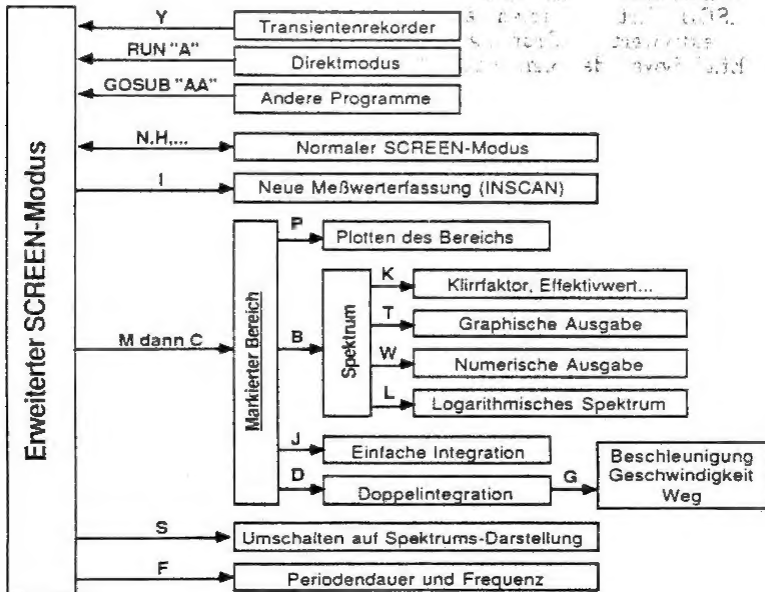 Erweiterter SCREEN-Modus
Y
Transientenrekorder
RUN "A"
Direktmodus
GOSUB "AA"
Andere Programme
N,H,...
Normaler SCREEN-Modus
I
Neue Meßwerterfassung (INSCAN)
M dann C
Markierter Bereich
P
Plotten des Bereichs
B
Spektrum
K
Klirrfaktor, Effektivwert...
T
Graphische Ausgabe
W
Numerische Ausgabe
L
Logarithmisches Spektrum
J
Einfache Integration
D
Doppelintegration
G
Beschleunigung
Geschwindigkeit
Weg
S
Umschalten auf Spektrums-Darstellung
F
Periodendauer und Frequenz